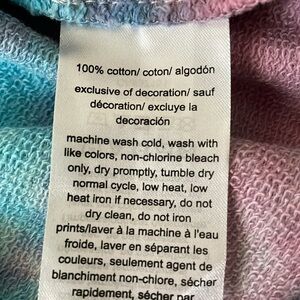 100% cotton/ coton/ algodón
exclusive of decoration/ sauf
décoration/ excluye la
decoración
machine wash cold, wash with
like colors, non-chlorine bleach
only, dry promptly, tumble dry
normal cycle, low heat, low
heat iron if necessary, do not
dry clean, do not iron
prints/laver à la machine à l'eau
froide, laver en séparant les
couleurs, seulement agent de
blanchiment non-chlore, sécher
rapidement, sécher par